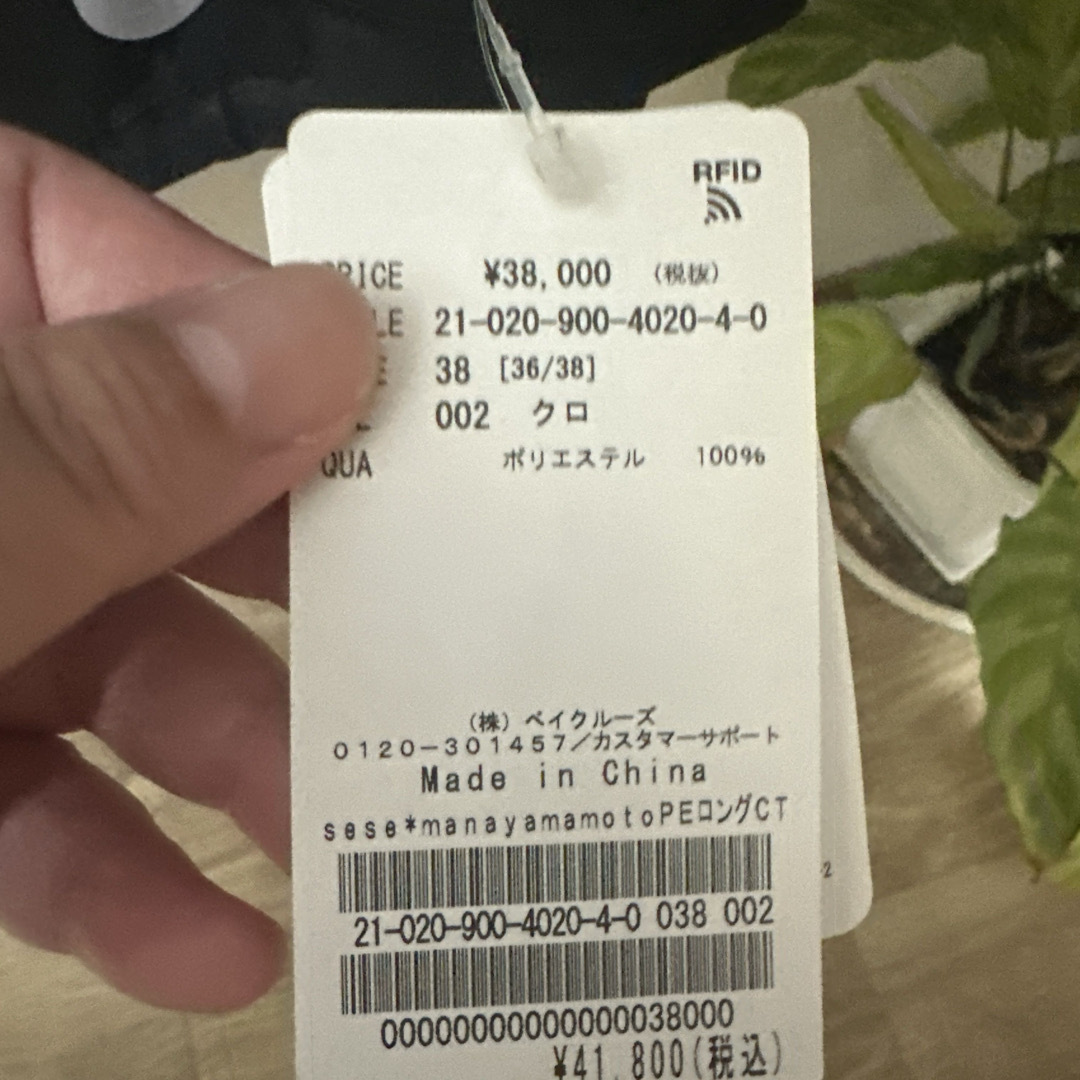 RFID
PRICE ¥38,000 (税抜)
21-020-900-4020-4-0
38 [36/38]
002 クロ
QUA ポリエステル 100%
(株) ベイクルーズ
0120-301457/カスタマーサポート
Made in China
sese*manayamamotoPEロングCT
21-020-900-4020-4-0 038 002
00000000000000038000
¥41,800(税込)